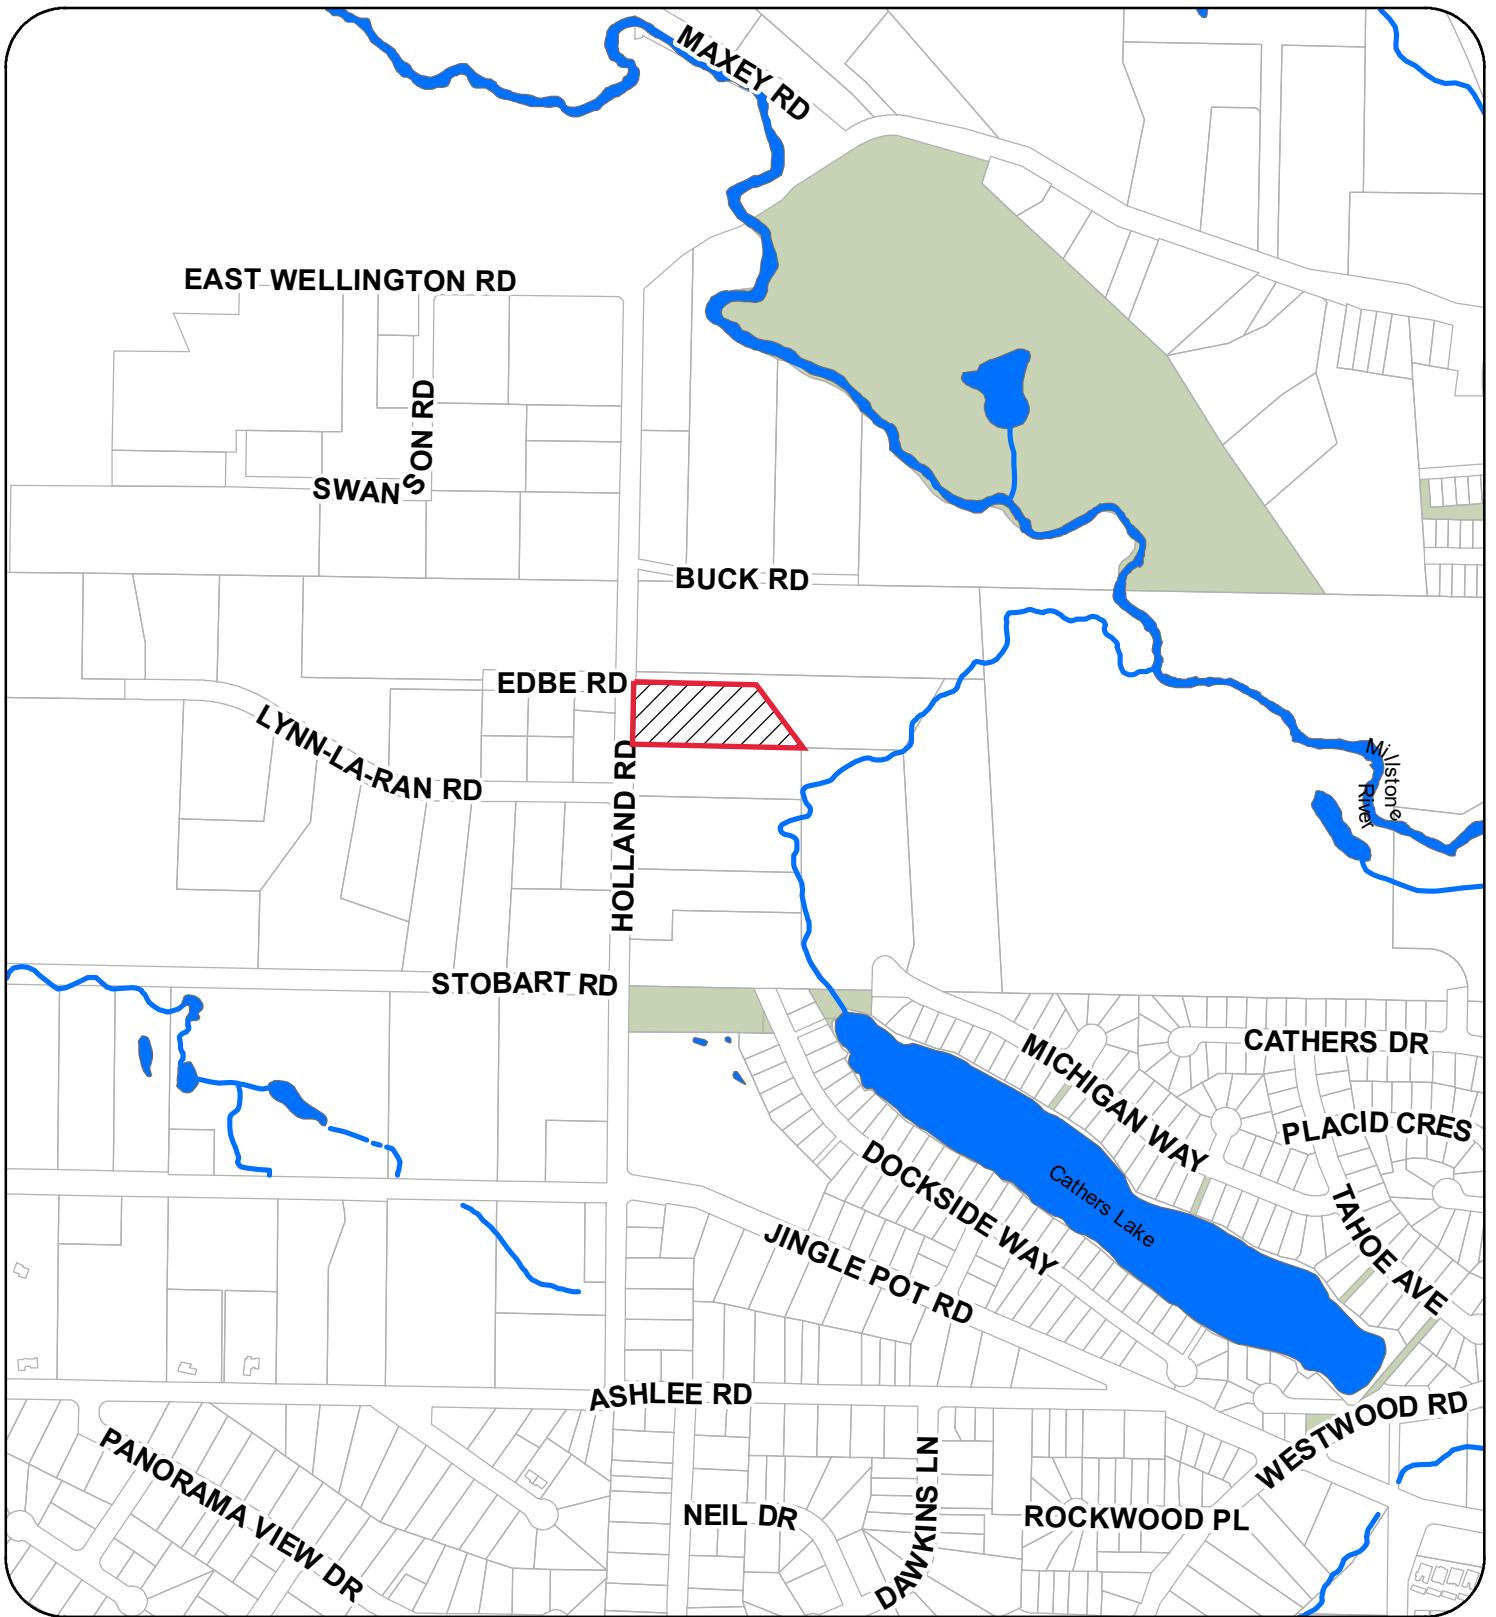 MAXEY RD
EAST WELLINGTON RD
SWANSON RD
BUCK RD
EDBE RD
LYNN-LA-RAN RD
HOLLAND RD
Millstone
River
STOBART RD
CATHERS DR
MICHIGAN WAY
PLACID CRES
DOCKSIDE WAY
Cathers Lake
TAHOE AVE
JINGLE POT RD
ASHLEE RD
WESTWOOD RD
PANORAMA VIEW DR
NEIL DR
DAWKINS LN
ROCKWOOD PL